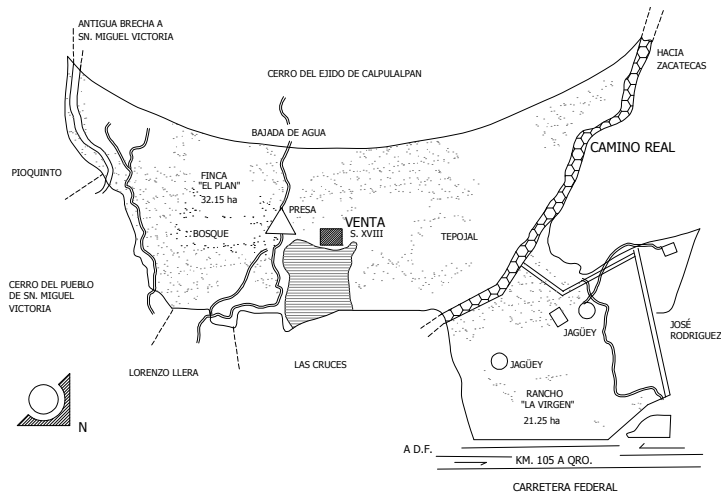 ANTIGUA BRECHA A
SN. MIGUEL VICTORIA
HACIA
ZACATECAS
CERRO DEL EJIDO DE CALPULALPAN
BAJADA DE AGUA
CAMINO REAL
PIOQUINTO
FINCA
"EL PLAN"
32.15 ha
PRESA
VENTA
S. XVIII
BOSQUE
TEPOJAL
CERRO DEL PUEBLO
DE SN. MIGUEL
VICTORIA
JAGÜEY
JOSÉ
RODRIGUEZ
LORENZO LLERA
LAS CRUCES
JAGÜEY
RANCHO
"LA VIRGEN"
21.25 ha
N
A D.F.
KM. 105 A QRO.
CARRETERA FEDERAL